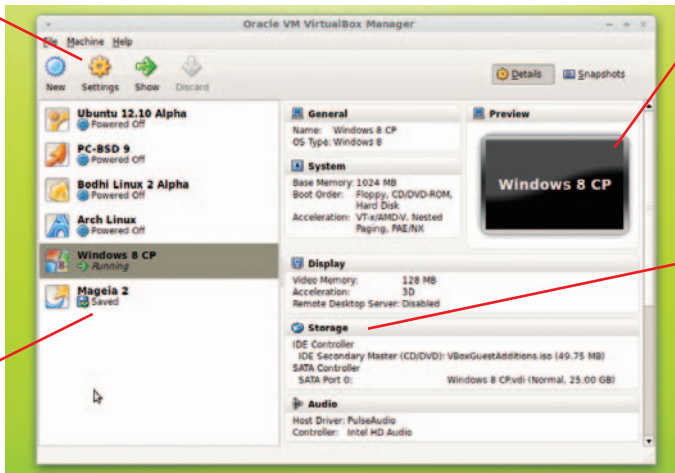 Oracle VM VirtualBox Manager
File Machine Help
New Settings Show Discard
Details Snapshots
Ubuntu 12.10 Alpha
Powered Off
PC-BSD 9
Powered Off
Bodhi Linux 2 Alpha
Powered Off
Arch Linux
Powered Off
8
Windows 8 CP
Running
Mageia 2
Saved
General
Name: Windows 8 CP
OS Type: Windows 8
System
Base Memory: 1024 MB
Boot Order: Floppy, CD/DVD-ROM,
Hard Disk
Acceleration: VT-x/AMD-V, Nested
Paging, PAE/NX
Preview
Windows 8 CP
Display
Video Memory: 128 MB
Acceleration: 3D
Remote Desktop Server: Disabled
Storage
IDE Controller
IDE Secondary Master (CD/DVD): VBoxGuestAdditions.iso (49.75 MB)
SATA Controller
SATA Port 0: Windows 8 CP.vdi (Normal, 25.00 GB)
Audio
Host Driver: PulseAudio
Controller: Intel HD Audio